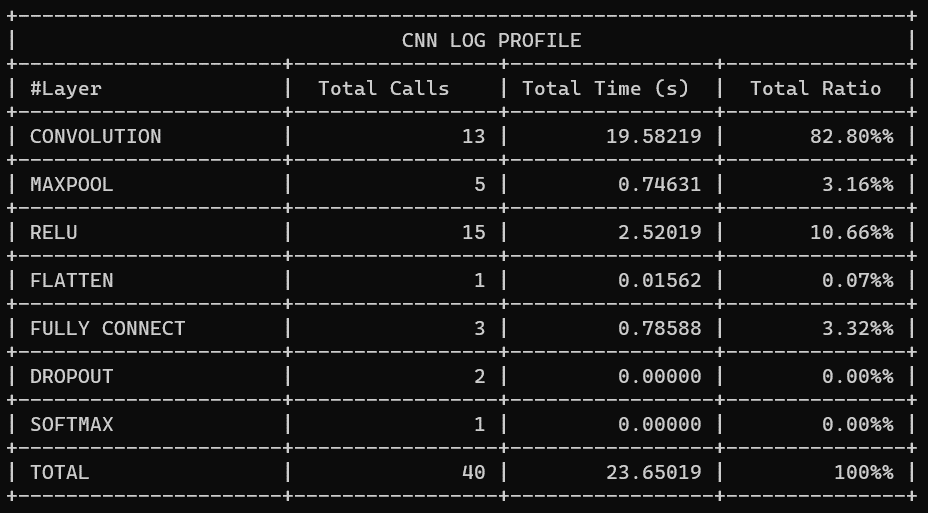 CNN LOG PROFILE
#Layer | Total Calls | Total Time (s) | Total Ratio
CONVOLUTION | 13 | 19.58219 | 82.80%%
MAXPOOL | 5 | 0.74631 | 3.16%%
RELU | 15 | 2.52019 | 10.66%%
FLATTEN | 1 | 0.01562 | 0.07%%
FULLY CONNECT | 3 | 0.78588 | 3.32%%
DROPOUT | 2 | 0.00000 | 0.00%%
SOFTMAX | 1 | 0.00000 | 0.00%%
TOTAL | 40 | 23.65019 | 100%%